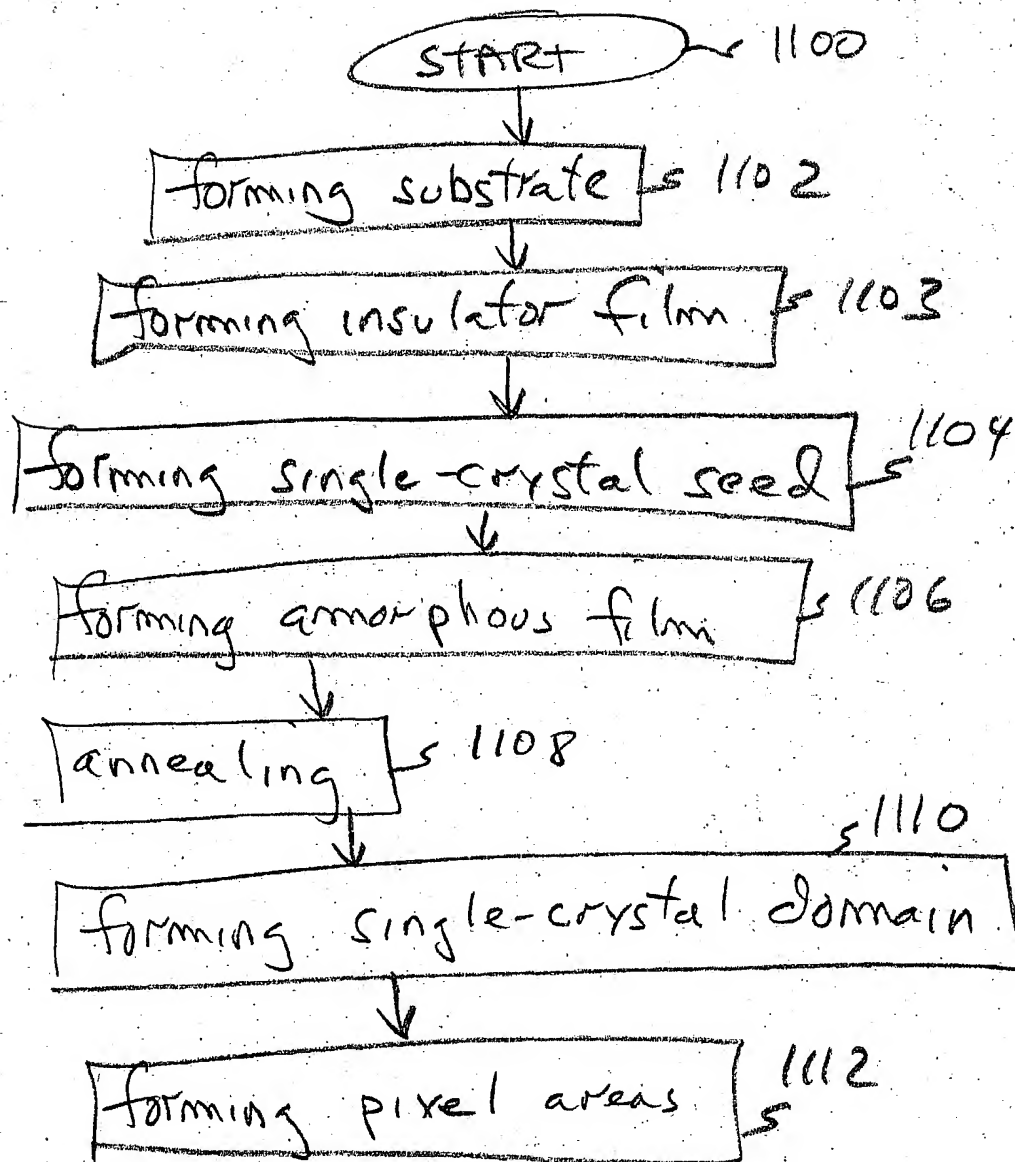 START 1100
forming substrate 1102
forming insulator film 1103
forming single-crystal seed 1104
forming amorphous film 1106
annealing 1108
1110
forming single-crystal domain
forming pixel areas 1112